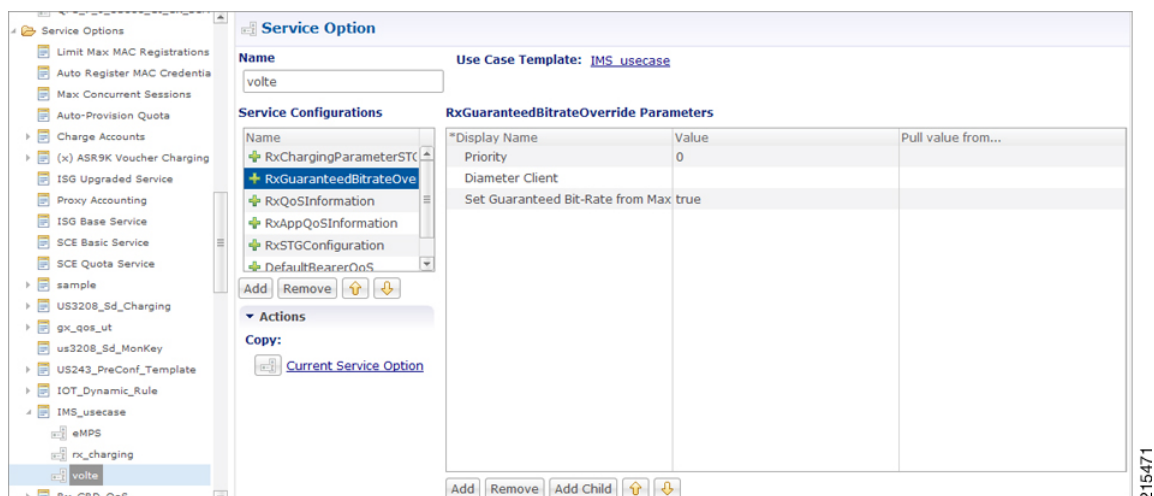 Service Options
Limit Max MAC Registrations
Auto Register MAC Credentia
Max Concurrent Sessions
Auto-Provision Quota
Charge Accounts
(x) ASR9K Voucher Charging
ISG Upgraded Service
Proxy Accounting
ISG Base Service
SCE Basic Service
SCE Quota Service
sample
US3208_Sd_Charging
gx_qos_ut
us3208_Sd_MonKey
US243_PreConf_Template
IOT_Dynamic_Rule
IMS_usecase
eMPS
rx_charging
volte
Service Option
Name
Use Case Template: IMS_usecase
volte
Service Configurations
Name
RxChargingParameterSTG
RxGuaranteedBitrateOve
RxQoSInformation
RxAppQoSInformation
RxSTGConfiguration
DefaultBearerQoS
Add Remove
Actions
Copy:
Current Service Option
RxGuaranteedBitrateOverride Parameters
*Display Name Value Pull value from...
Priority 0
Diameter Client
Set Guaranteed Bit-Rate from Max true
Add Remove Add Child